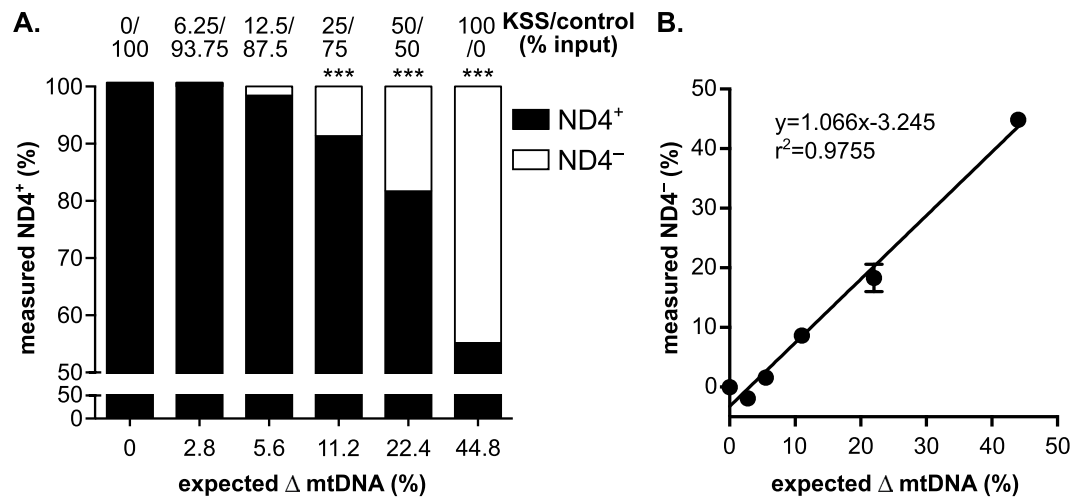 A.
0/ 6.25/ 12.5/ 25/ 50/ 100 KSS/control
100 93.75 87.5 75 50 /0 (% input)
*** *** ***
measured ND4⁺ (%)
100
90
80
70
60
50
50
0
ND4⁺
ND4⁻
0 2.8 5.6 11.2 22.4 44.8
expected Δ mtDNA (%)
B.
measured ND4⁻ (%)
50
40
30
20
10
0
y=1.066x-3.245
r²=0.9755
0 10 20 30 40 50
expected Δ mtDNA (%)